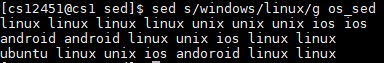 [cs12451@cs1 sed]$ sed s/windows/linux/g os_sed
linux linux linux linux unix unix unix ios ios
android android linux unix ios linux linux
ubuntu linux unix ios andoroid linux linux